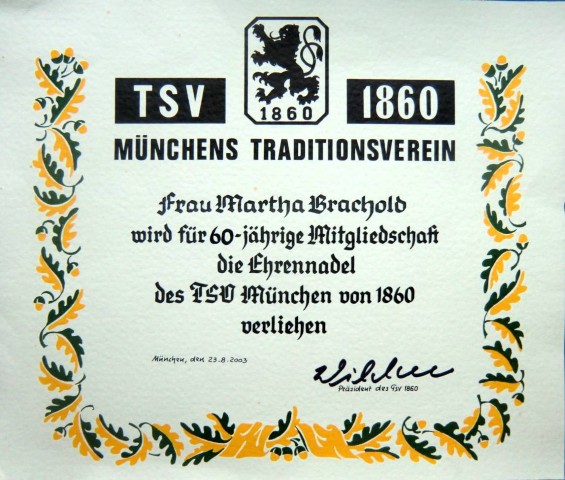 TSV 1860 1860
MÜNCHENS TRADITIONSVEREIN
Frau Martha Brachold
wird für 60-jährige Mitgliedschaft
die Ehrennadel
des TSV München von 1860
verliehen
München, den 23.8.2003
Präsident des TSV 1860